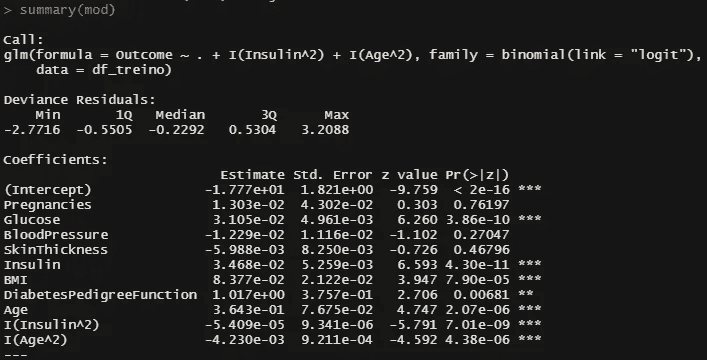 > summary(mod)
Call:
glm(formula = Outcome ~ . + I(Insulin^2) + I(Age^2), family = binomial(link = "logit"),
    data = df_treino)
Deviance Residuals:
    Min      1Q  Median      3Q     Max
-2.7716 -0.5505 -0.2292  0.5304  3.2088
Coefficients:
                           Estimate Std. Error z value Pr(>|z|)
(Intercept)              -1.777e+01  1.821e+00  -9.759  < 2e-16 ***
Pregnancies               1.303e-02  4.302e-02   0.303  0.76197
Glucose                   3.105e-02  4.961e-03   6.260 3.86e-10 ***
BloodPressure            -1.229e-02  1.116e-02  -1.102  0.27047
SkinThickness            -5.988e-03  8.250e-03  -0.726  0.46796
Insulin                   3.468e-02  5.259e-03   6.593 4.30e-11 ***
BMI                       8.377e-02  2.122e-02   3.947 7.90e-05 ***
DiabetesPedigreeFunction  1.017e+00  3.757e-01   2.706  0.00681 **
Age                       3.643e-01  7.675e-02   4.747 2.07e-06 ***
I(Insulin^2)             -5.409e-05  9.341e-06  -5.791 7.01e-09 ***
I(Age^2)                 -4.230e-03  9.211e-04  -4.592 4.38e-06 ***
---